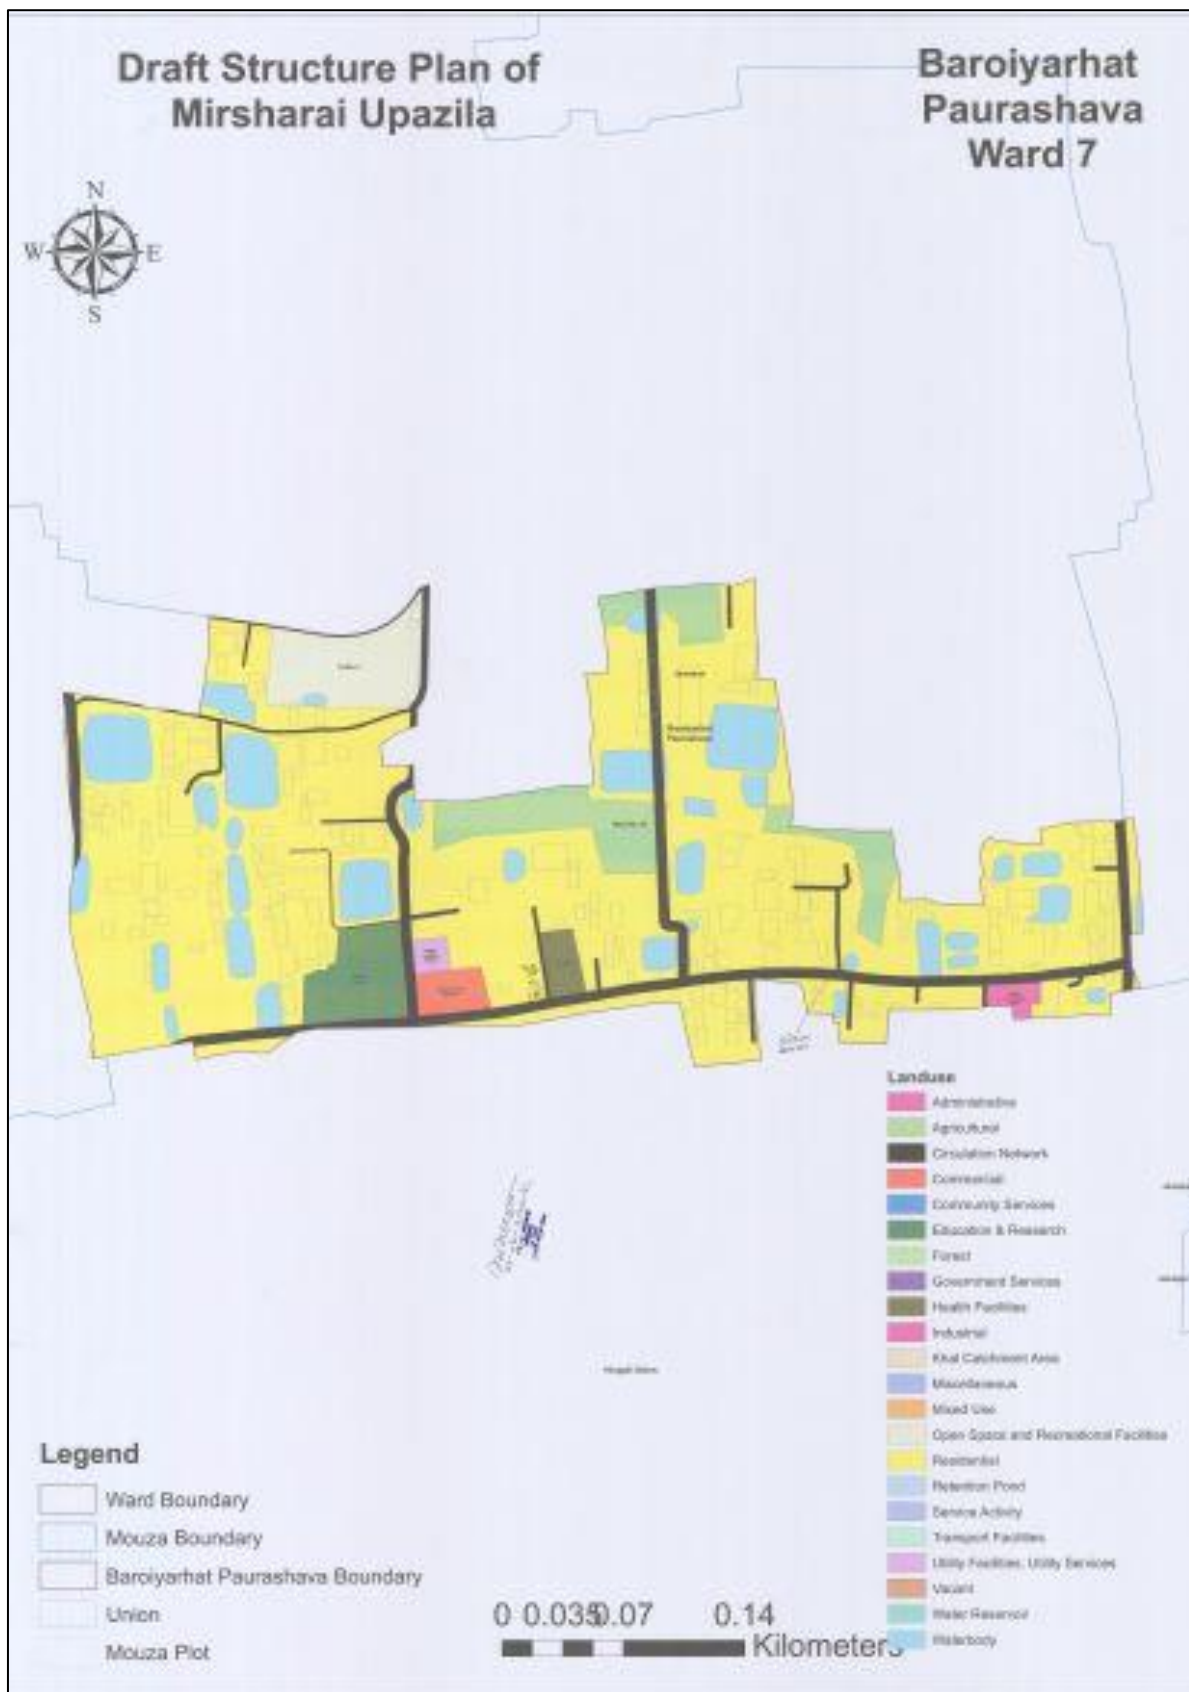 Draft Structure Plan of
Mirsharai Upazila
Baroiyarhat
Paurashava
Ward 7
N
W
E
S
Landuse
Administrative
Agricultural
Circulation Network
Commercial
Community Services
Education & Research
Forest
Government Services
Health Facilities
Industrial
Khal Catchment Area
Miscellaneous
Mixed Use
Open Space and Recreational Facilities
Residential
Retention Pond
Service Activity
Transport Facilities
Utility Facilities, Utility Services
Vacant
Water Reservoir
Waterbody
Legend
Ward Boundary
Mouza Boundary
Baroiyarhat Paurashava Boundary
Union
Mouza Plot
0 0.035 0.07 0.14
Kilometers